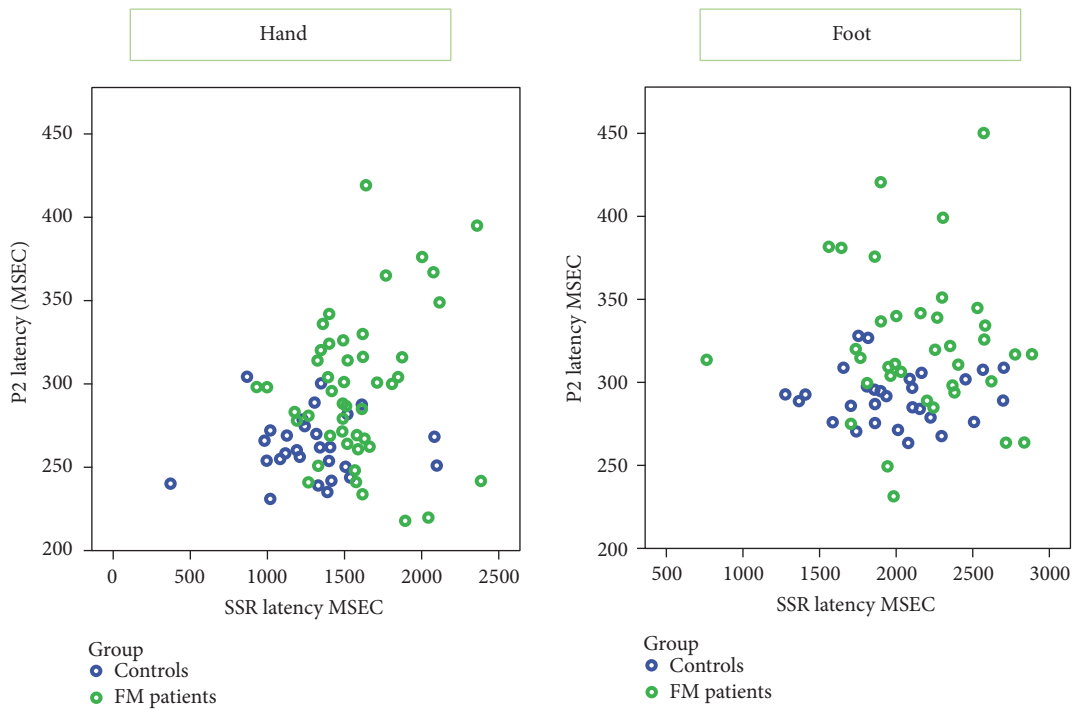 Hand
450
400
350
300
250
200
P2 latency (MSEC)
0 500 1000 1500 2000 2500
SSR latency MSEC
Group
Controls
FM patients
Foot
450
400
350
300
250
200
P2 latency MSEC
500 1000 1500 2000 2500 3000
SSR latency MSEC
Group
Controls
FM patients